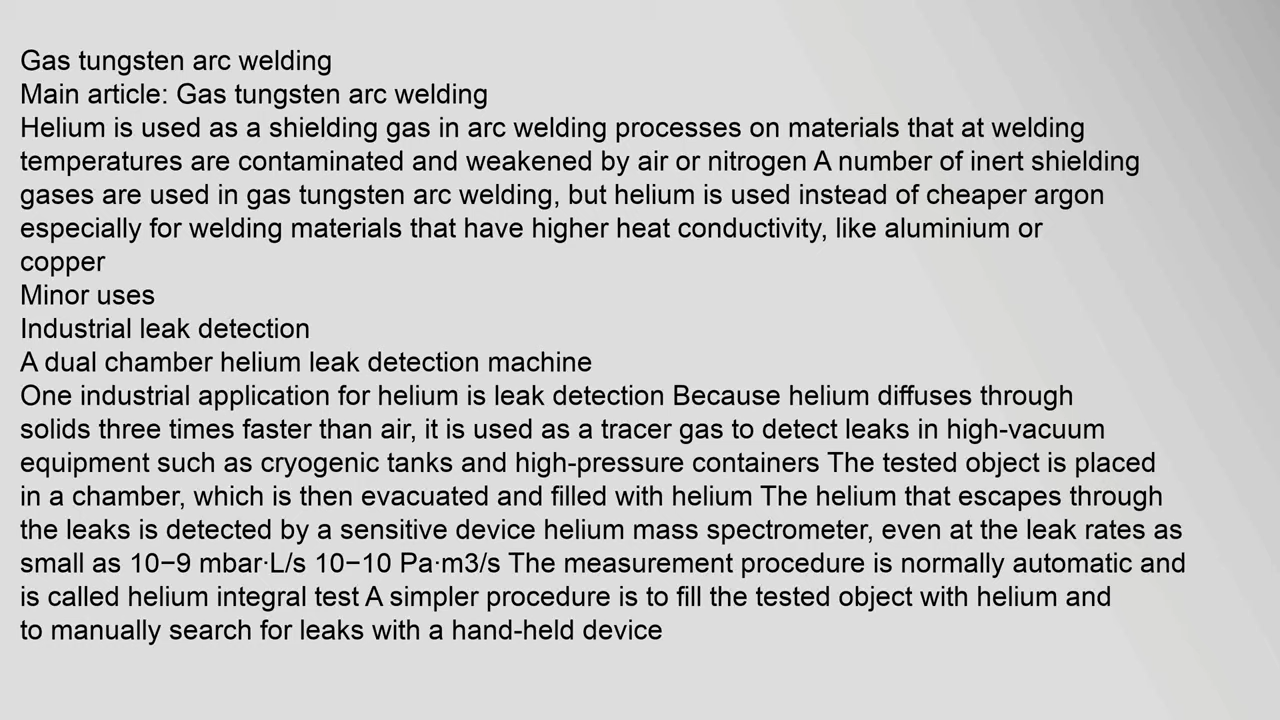 Gas tungsten arc welding
Main article: Gas tungsten arc welding
Helium is used as a shielding gas in arc welding processes on materials that at welding
temperatures are contaminated and weakened by air or nitrogen A number of inert shielding
gases are used in gas tungsten arc welding, but helium is used instead of cheaper argon
especially for welding materials that have higher heat conductivity, like aluminium or
copper
Minor uses
Industrial leak detection
A dual chamber helium leak detection machine
One industrial application for helium is leak detection Because helium diffuses through
solids three times faster than air, it is used as a tracer gas to detect leaks in high-vacuum
equipment such as cryogenic tanks and high-pressure containers The tested object is placed
in a chamber, which is then evacuated and filled with helium The helium that escapes through
the leaks is detected by a sensitive device helium mass spectrometer, even at the leak rates as
small as 10−9 mbar·L/s 10−10 Pa·m3/s The measurement procedure is normally automatic and
is called helium integral test A simpler procedure is to fill the tested object with helium and
to manually search for leaks with a hand-held device